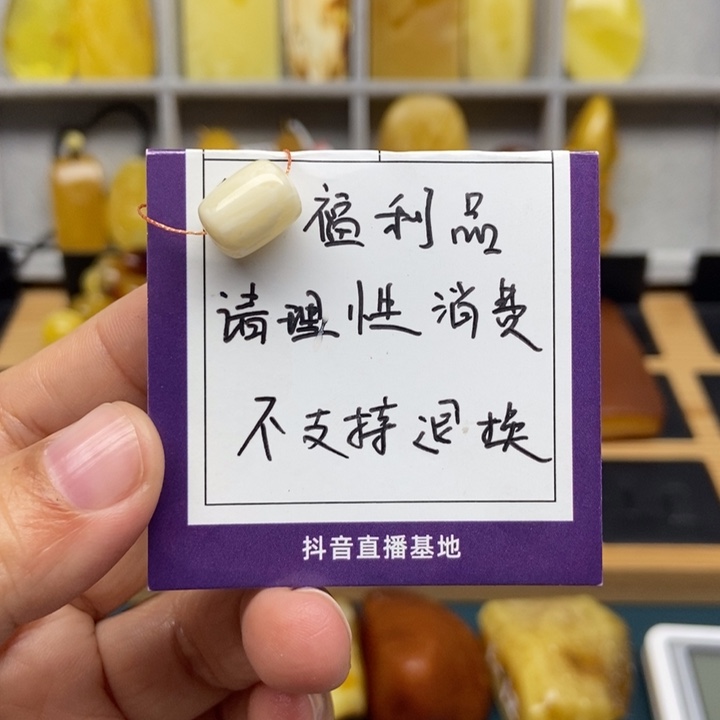 福利品
请理性消费
不支持退换
抖音直播基地